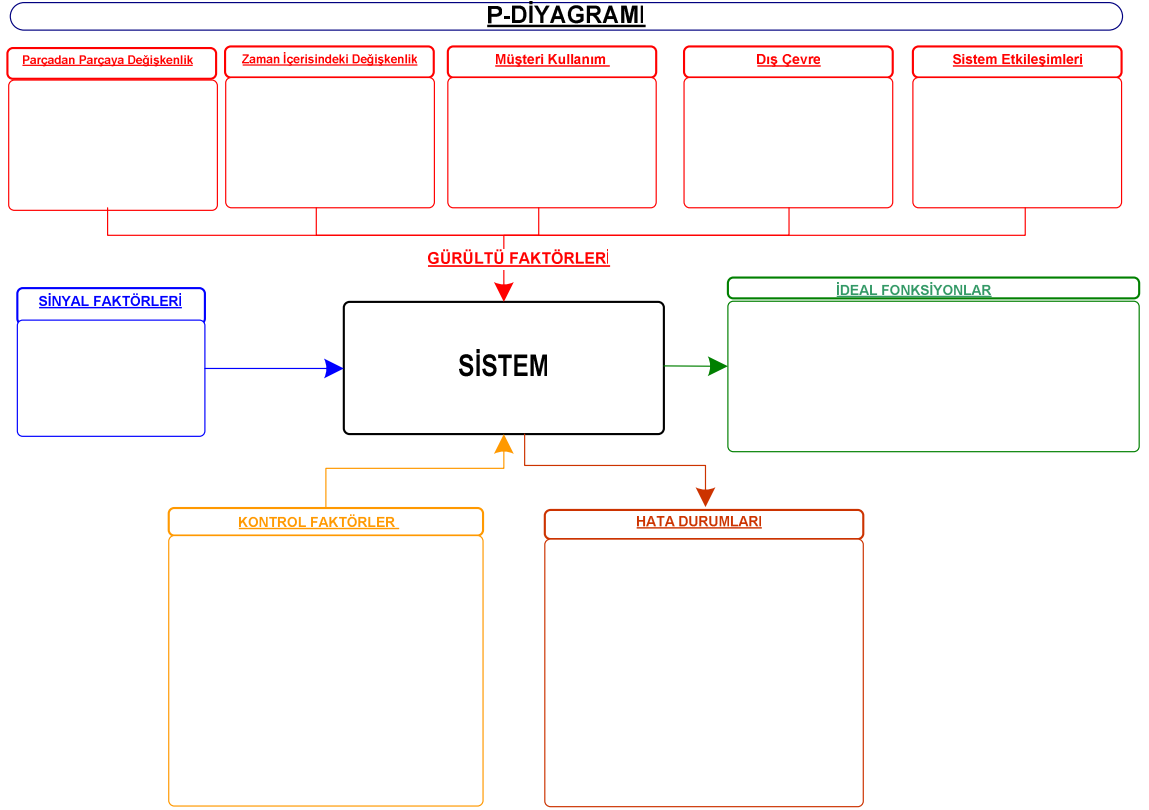 P-DİYAGRAMI
Parçadan Parçaya Değişkenlik
Zaman İçerisindeki Değişkenlik
Müşteri Kullanım
Dış Çevre
Sistem Etkileşimleri
GÜRÜLTÜ FAKTÖRLERİ
SİNYAL FAKTÖRLERİ
SİSTEM
İDEAL FONKSİYONLAR
KONTROL FAKTÖRLER
HATA DURUMLARI